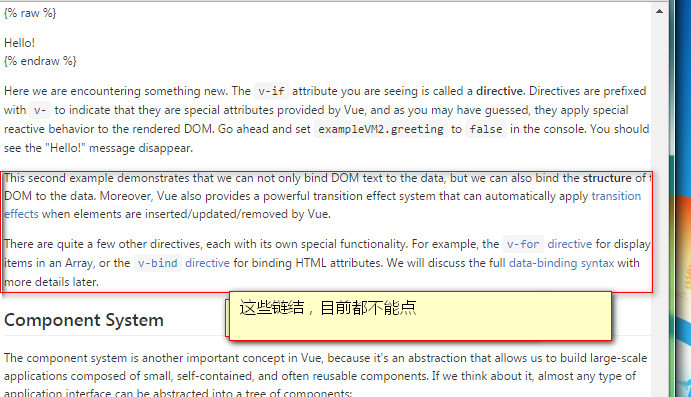 {% raw %}
Hello!
{% endraw %}
Here we are encountering something new. The v-if attribute you are seeing is called a directive. Directives are prefixed
with v- to indicate that they are special attributes provided by Vue, and as you may have guessed, they apply special
reactive behavior to the rendered DOM. Go ahead and set exampleVM2.greeting to false in the console. You should
see the "Hello!" message disappear.
This second example demonstrates that we can not only bind DOM text to the data, but we can also bind the structure of t
DOM to the data. Moreover, Vue also provides a powerful transition effect system that can automatically apply transition
effects when elements are inserted/updated/removed by Vue.
There are quite a few other directives, each with its own special functionality. For example, the v-for directive for display
items in an Array, or the v-bind directive for binding HTML attributes. We will discuss the full data-binding syntax with
more details later.
这些链结，目前都不能点
Component System
The component system is another important concept in Vue, because it's an abstraction that allows us to build large-scale
applications composed of small, self-contained, and often reusable components. If we think about it, almost any type of
application interface can be abstracted into a tree of components: